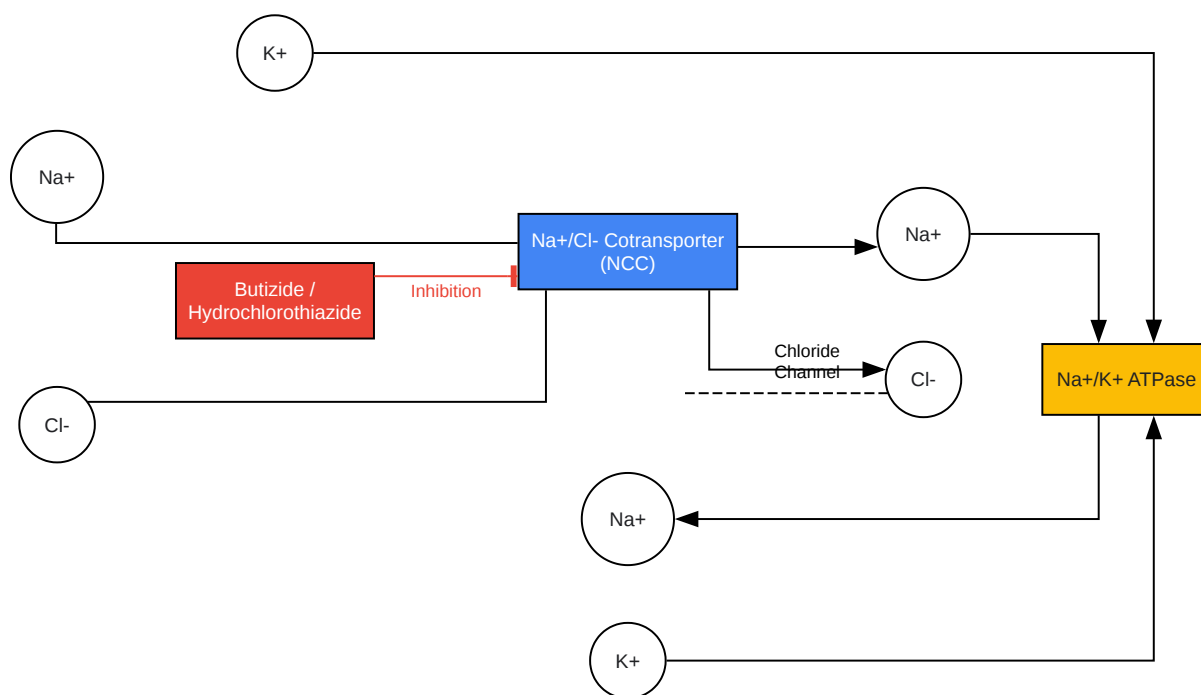 K+
Na+
Na+/Cl- Cotransporter
(NCC)
Na+
Butizide /
Hydrochlorothiazide
Inhibition
Chloride
Channel
Cl-
Na+/K+ ATPase
Cl-
Na+
K+